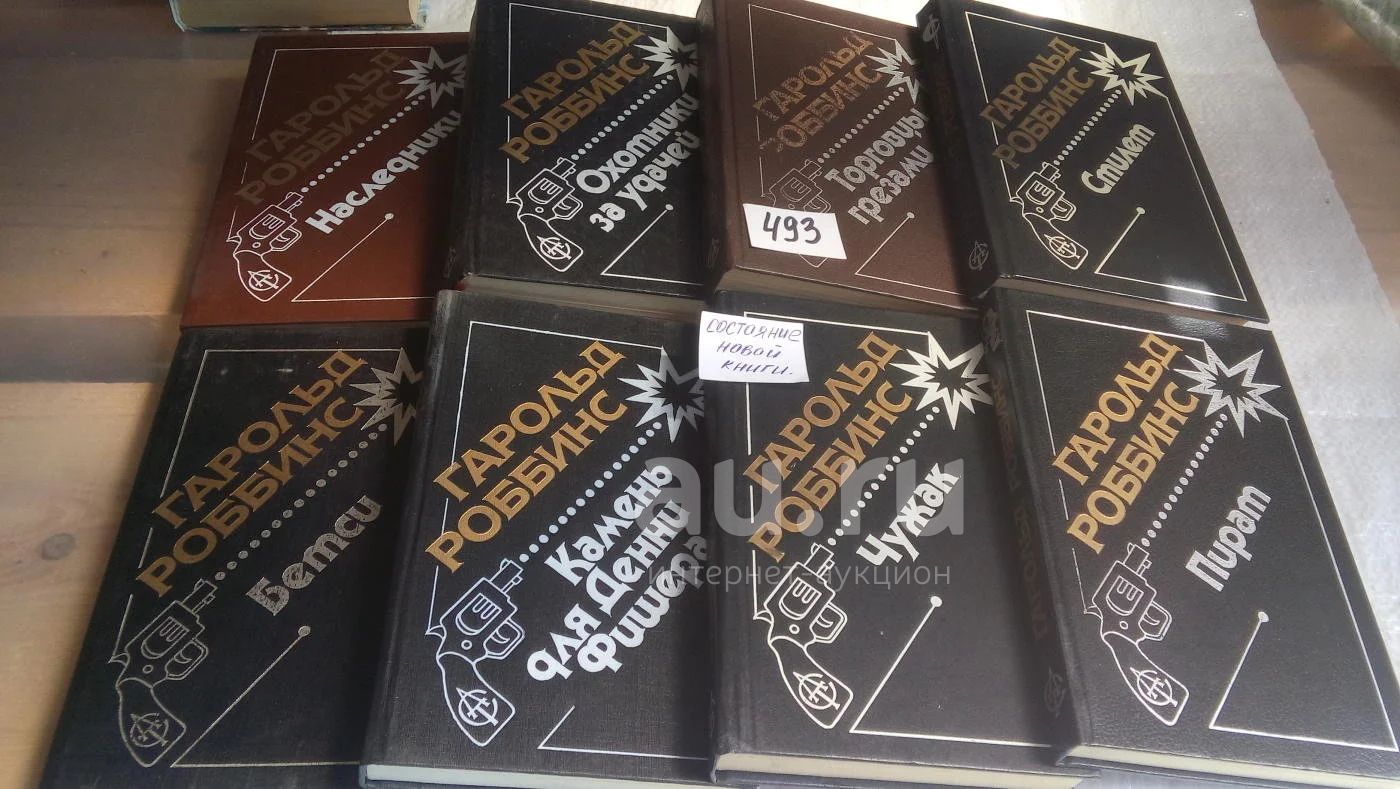 ГАРОЛЬД
РОББИНС
Наследники
ГАРОЛЬД
РОББИНС
Охотники
за удачей
ГАРОЛЬД
РОББИНС
Торговцы
грезами
493
ГАРОЛЬД
РОББИНС
Стилет
ГАРОЛЬД
РОББИНС
Бетси
ГАРОЛЬД
РОББИНС
Камень
для Денни
Фишера
состаяние
новой
книги.
ГАРОЛЬД
РОББИНС
Чужак
ГАРОЛЬД
РОББИНС
Пират
au.ru
интернет-аукцион